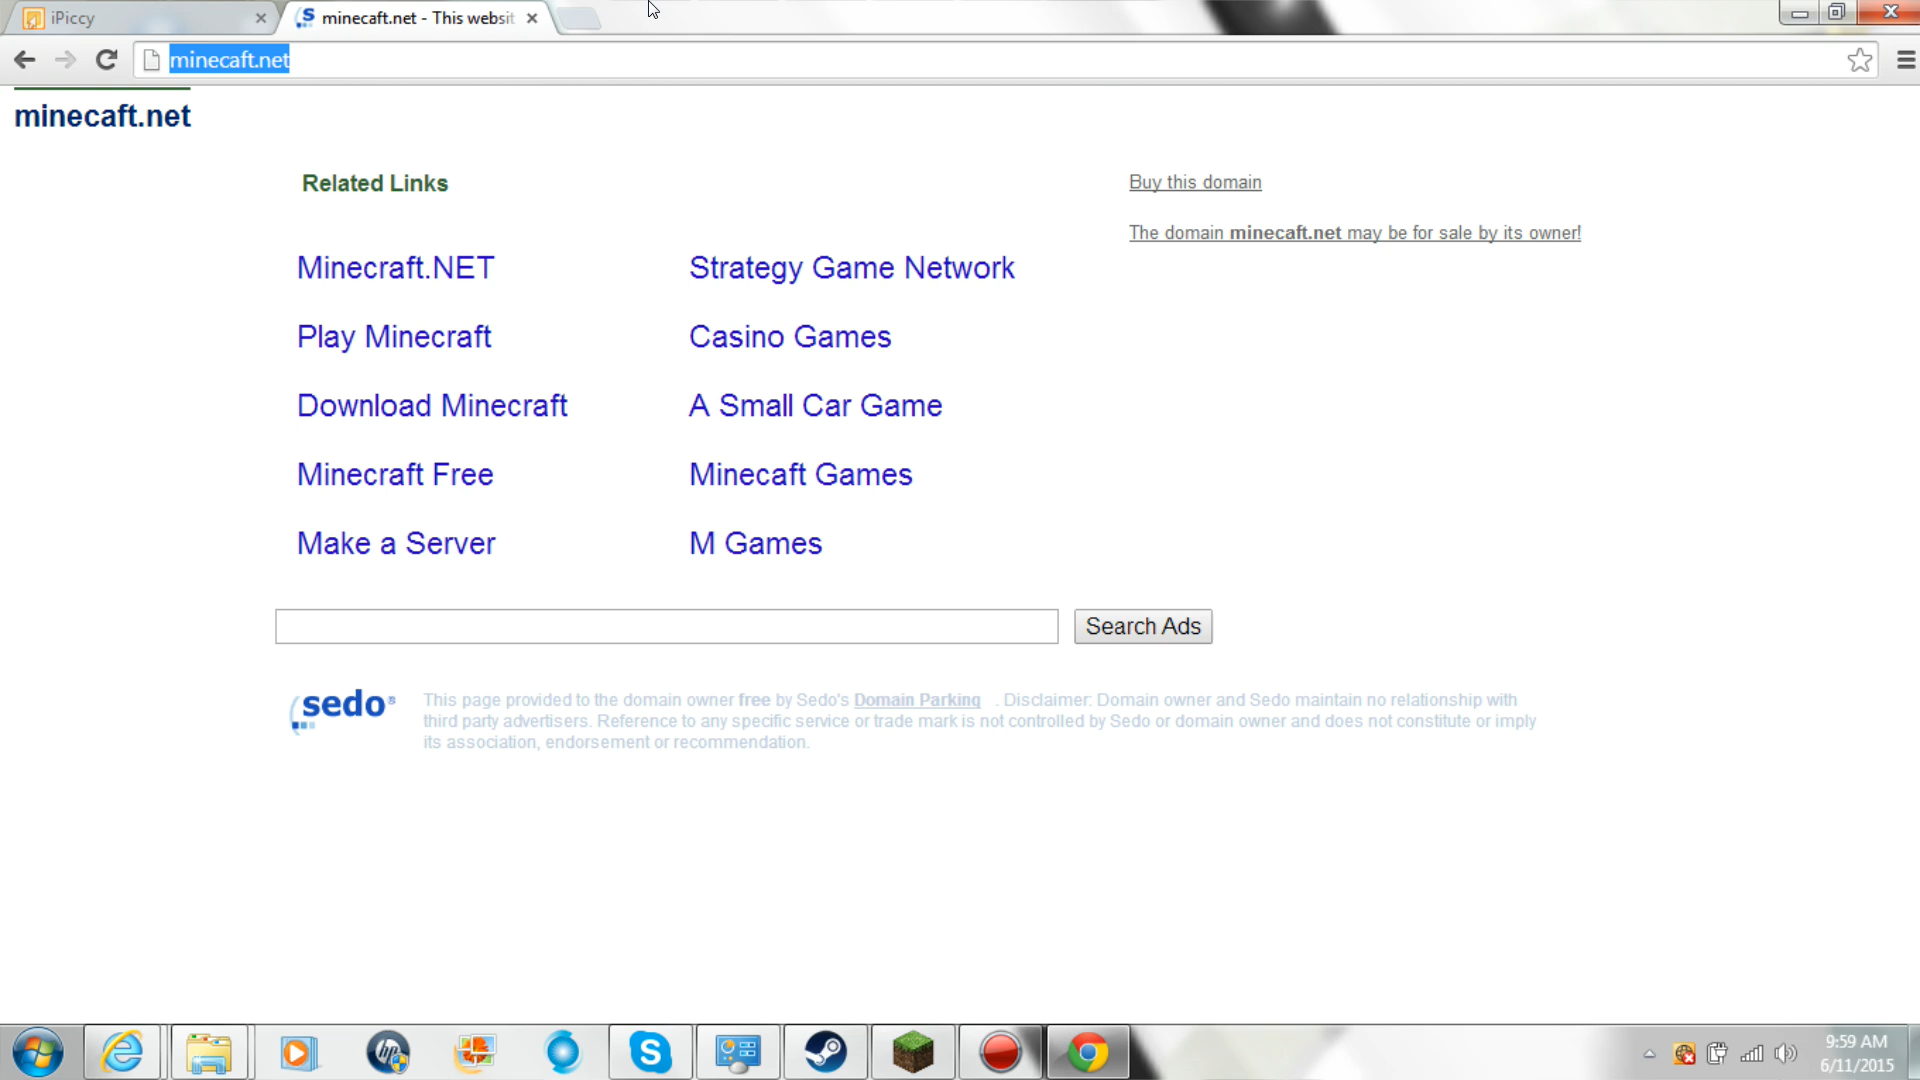 iPiccy
minecaft.net - This websit
minecaft.net
minecaft.net
Related Links
Buy this domain
The domain minecaft.net may be for sale by its owner!
Minecraft.NET
Strategy Game Network
Play Minecraft
Casino Games
Download Minecraft
A Small Car Game
Minecraft Free
Minecaft Games
Make a Server
M Games
Search Ads
sedo®
This page provided to the domain owner free by Sedo's Domain Parking . Disclaimer: Domain owner and Sedo maintain no relationship with
third party advertisers. Reference to any specific service or trade mark is not controlled by Sedo or domain owner and does not constitute or imply
its association, endorsement or recommendation.
hp
9:59 AM
6/11/2015